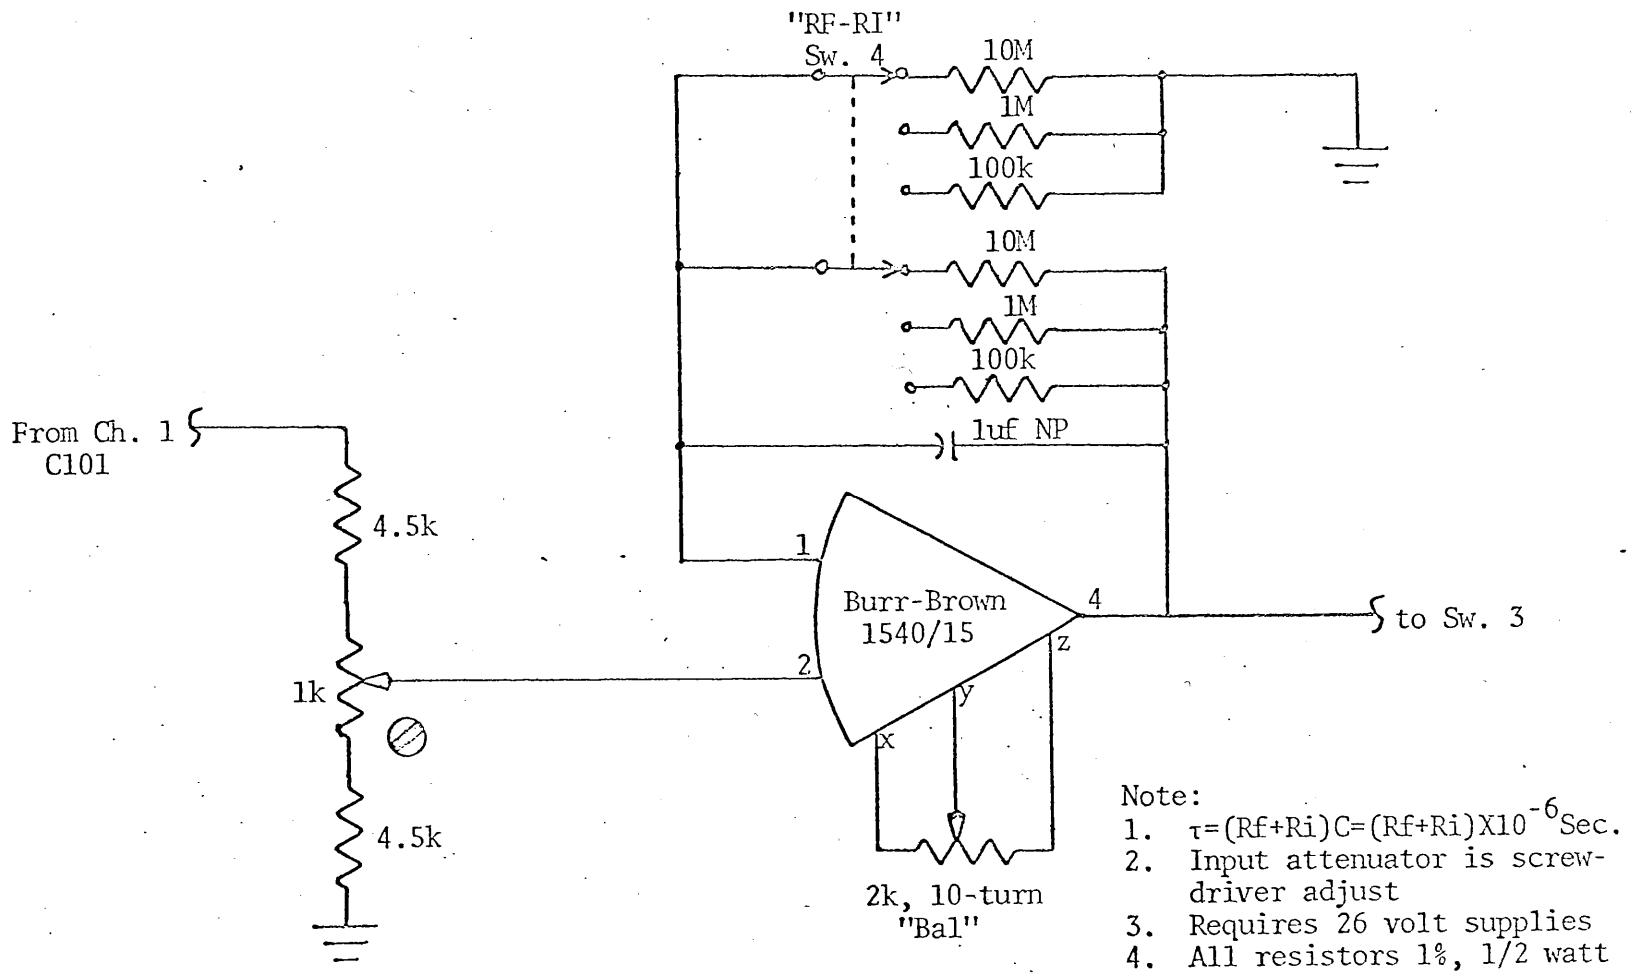 "RF-RI"
Sw. 4
10M
1M
100k
10M
1M
100k
1uf NP
From Ch. 1
C101
4.5k
1k
4.5k
1
2
Burr-Brown
1540/15
4
z
y
x
to Sw. 3
2k, 10-turn
"Bal"
Note:
1. τ=(Rf+Ri)C=(Rf+Ri)X10⁻⁶Sec.
2. Input attenuator is screw-
driver adjust
3. Requires 26 volt supplies
4. All resistors 1%, 1/2 watt